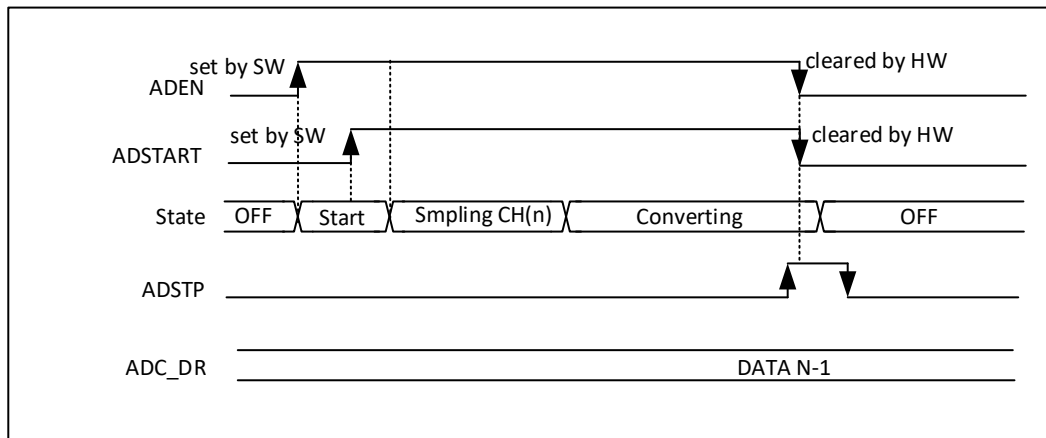 set by SW
cleared by HW
ADEN
set by SW
cleared by HW
ADSTART
State OFF Start Smpling CH(n) Converting OFF
ADSTP
ADC_DR DATA N-1